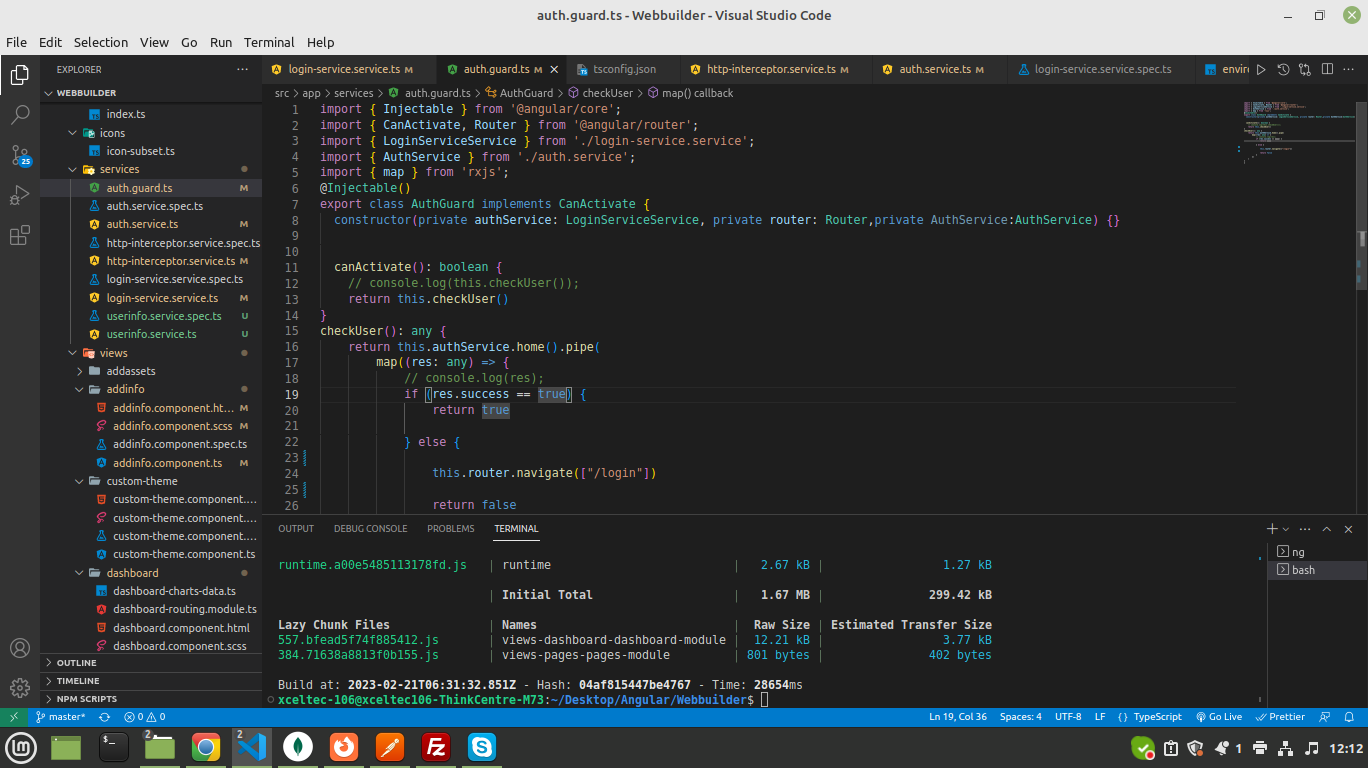 auth.guard.ts - Webbuilder - Visual Studio Code
File Edit Selection View Go Run Terminal Help
EXPLORER
WEBBUILDER
index.ts
icons
icon-subset.ts
services
auth.guard.ts M
auth.service.spec.ts
auth.service.ts M
http-interceptor.service.spec.ts
http-interceptor.service.ts M
login-service.service.spec.ts
login-service.service.ts M
userinfo.service.spec.ts U
userinfo.service.ts U
views
addassets
addinfo
addinfo.component.ht... M
addinfo.component.scss M
addinfo.component.spec.ts
addinfo.component.ts M
custom-theme
custom-theme.component....
custom-theme.component....
custom-theme.component....
custom-theme.component.ts
dashboard
dashboard-charts-data.ts
dashboard-routing.module.ts
dashboard.component.html
dashboard.component.scss
OUTLINE
TIMELINE
NPM SCRIPTS
25
login-service.service.ts M auth.guard.ts M tsconfig.json http-interceptor.service.ts M auth.service.ts M login-service.service.spec.ts enviro
src > app > services > auth.guard.ts > AuthGuard > checkUser > map() callback
1 import { Injectable } from '@angular/core';
2 import { CanActivate, Router } from '@angular/router';
3 import { LoginServiceService } from './login-service.service';
4 import { AuthService } from './auth.service';
5 import { map } from 'rxjs';
6 @Injectable()
7 export class AuthGuard implements CanActivate {
8 constructor(private authService: LoginServiceService, private router: Router,private AuthService:AuthService) {}
9
10
11 canActivate(): boolean {
12 // console.log(this.checkUser());
13 return this.checkUser()
14 }
15 checkUser(): any {
16 return this.authService.home().pipe(
17 map((res: any) => {
18 // console.log(res);
19 if (res.success == true) {
20 return true
21
22 } else {
23
24 this.router.navigate(["/login"])
25
26 return false
OUTPUT DEBUG CONSOLE PROBLEMS TERMINAL
ng
bash
runtime.a00e5485113178fd.js | runtime | 2.67 kB | 1.27 kB
| Initial Total | 1.67 MB | 299.42 kB
Lazy Chunk Files | Names | Raw Size | Estimated Transfer Size
557.bfead5f74f885412.js | views-dashboard-dashboard-module | 12.21 kB | 3.77 kB
384.71638a8813f0b155.js | views-pages-pages-module | 801 bytes | 402 bytes
Build at: 2023-02-21T06:31:32.851Z - Hash: 04af815447be4767 - Time: 28654ms
xceltec-106@xceltec106-ThinkCentre-M73:~/Desktop/Angular/Webbuilder$
master* 0 0 Ln 19, Col 36 Spaces: 4 UTF-8 LF { } TypeScript Go Live Prettier
2 2 1 12:12